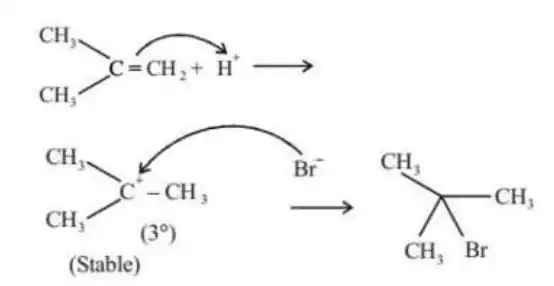 CH₃
C = CH₂ + H⁺ ⟶
CH₃
CH₃
Br⁻
CH₃
C⁺ – CH₃
⟶
CH₃
CH₃
(3°)
CH₃ Br
(Stable)